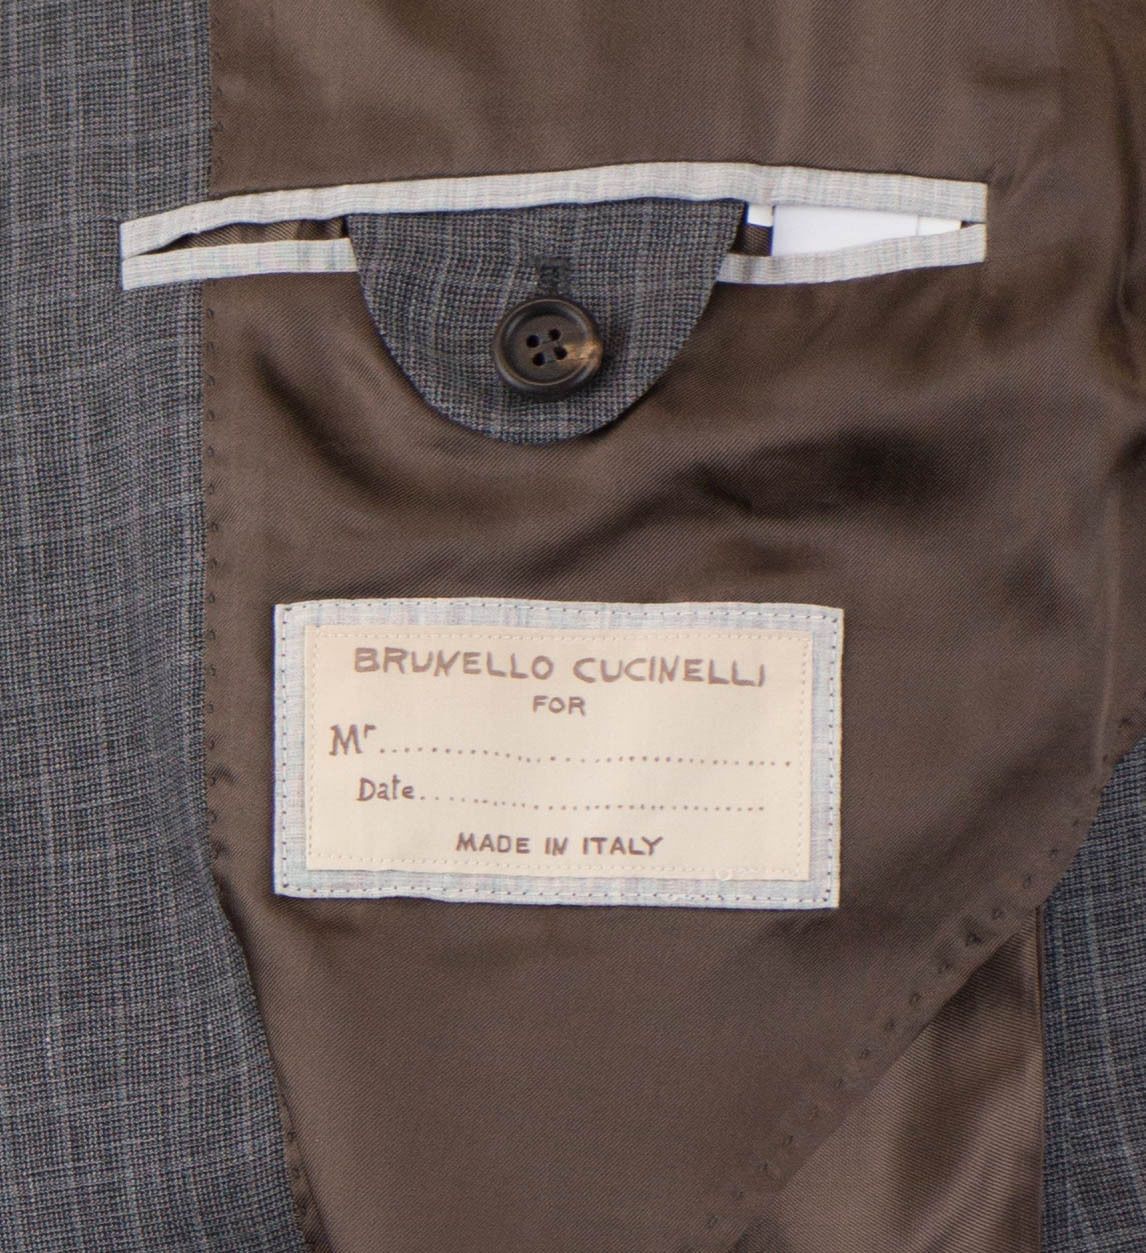 BRUNELLO CUCINELLI
FOR
Mr..............................
Date..............................
MADE IN ITALY